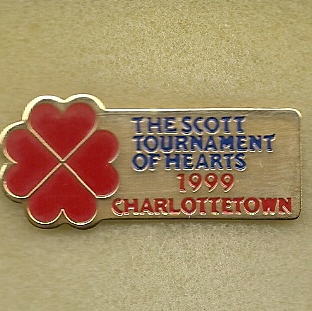 THE SCOTT
TOURNAMENT
OF HEARTS
1999
CHARLOTTETOWN